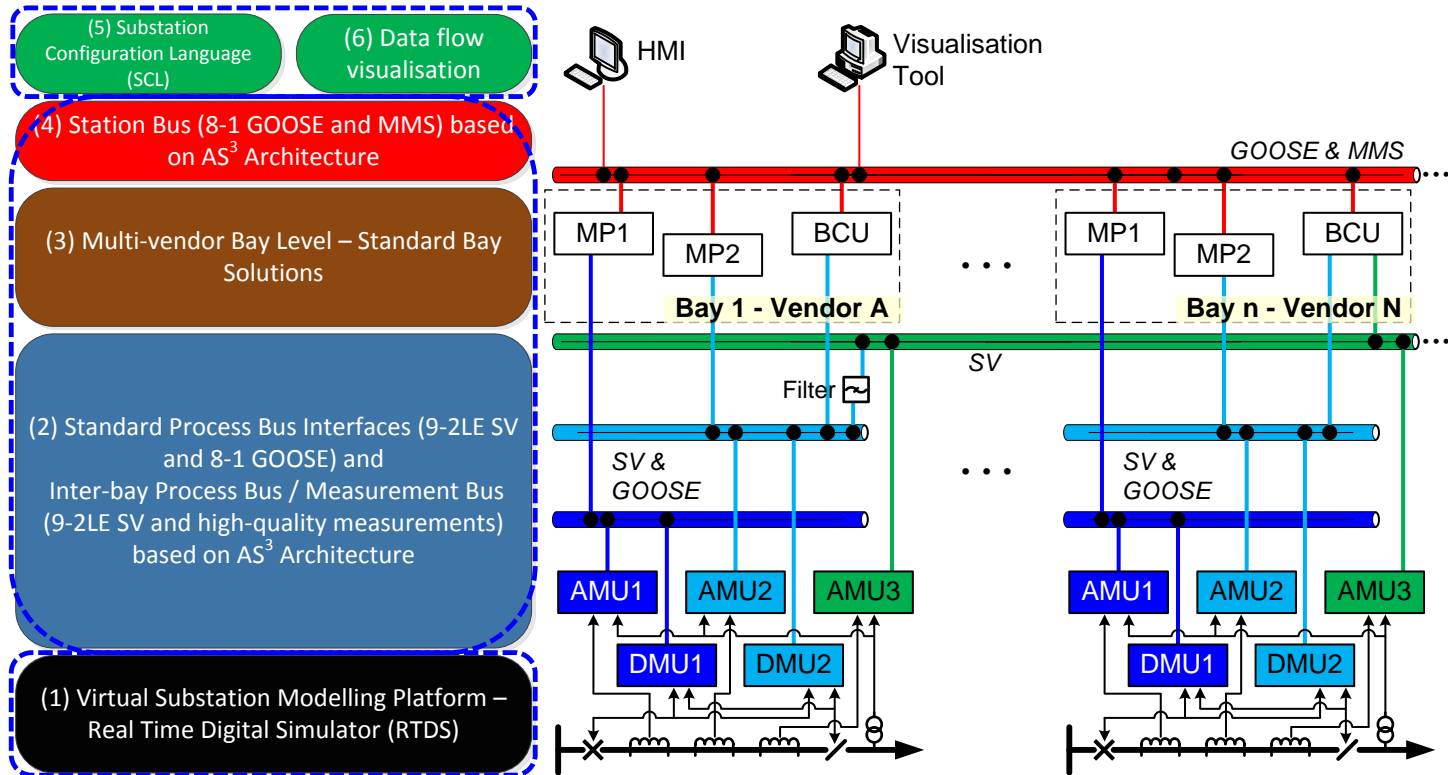 (5) Substation
Configuration Language
(SCL)
(6) Data flow
visualisation
(4) Station Bus (8-1 GOOSE and MMS) based
on AS³ Architecture
(3) Multi-vendor Bay Level – Standard Bay
Solutions
(2) Standard Process Bus Interfaces (9-2LE SV
and 8-1 GOOSE) and
Inter-bay Process Bus / Measurement Bus
(9-2LE SV and high-quality measurements)
based on AS³ Architecture
(1) Virtual Substation Modelling Platform –
Real Time Digital Simulator (RTDS)
HMI
Visualisation
Tool
GOOSE & MMS
MP1
MP2
BCU
Bay 1 - Vendor A
MP1
MP2
BCU
Bay n - Vendor N
SV
Filter
SV &
GOOSE
SV &
GOOSE
AMU1
AMU2
AMU3
DMU1
DMU2
AMU1
AMU2
AMU3
DMU1
DMU2